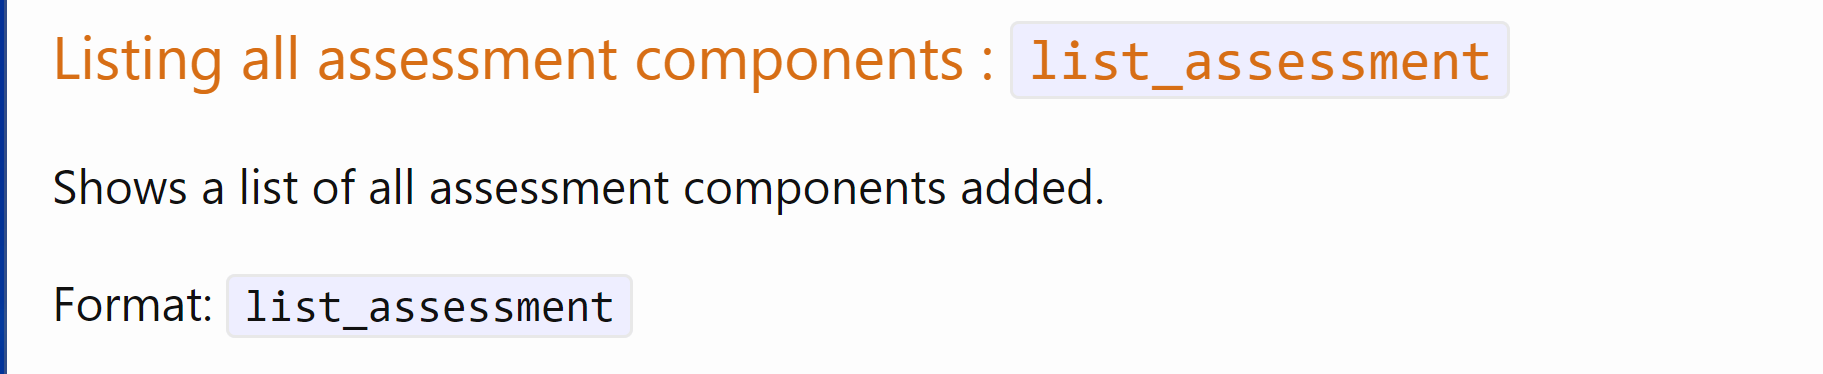 Listing all assessment components : list_assessment
Shows a list of all assessment components added.
Format: list_assessment